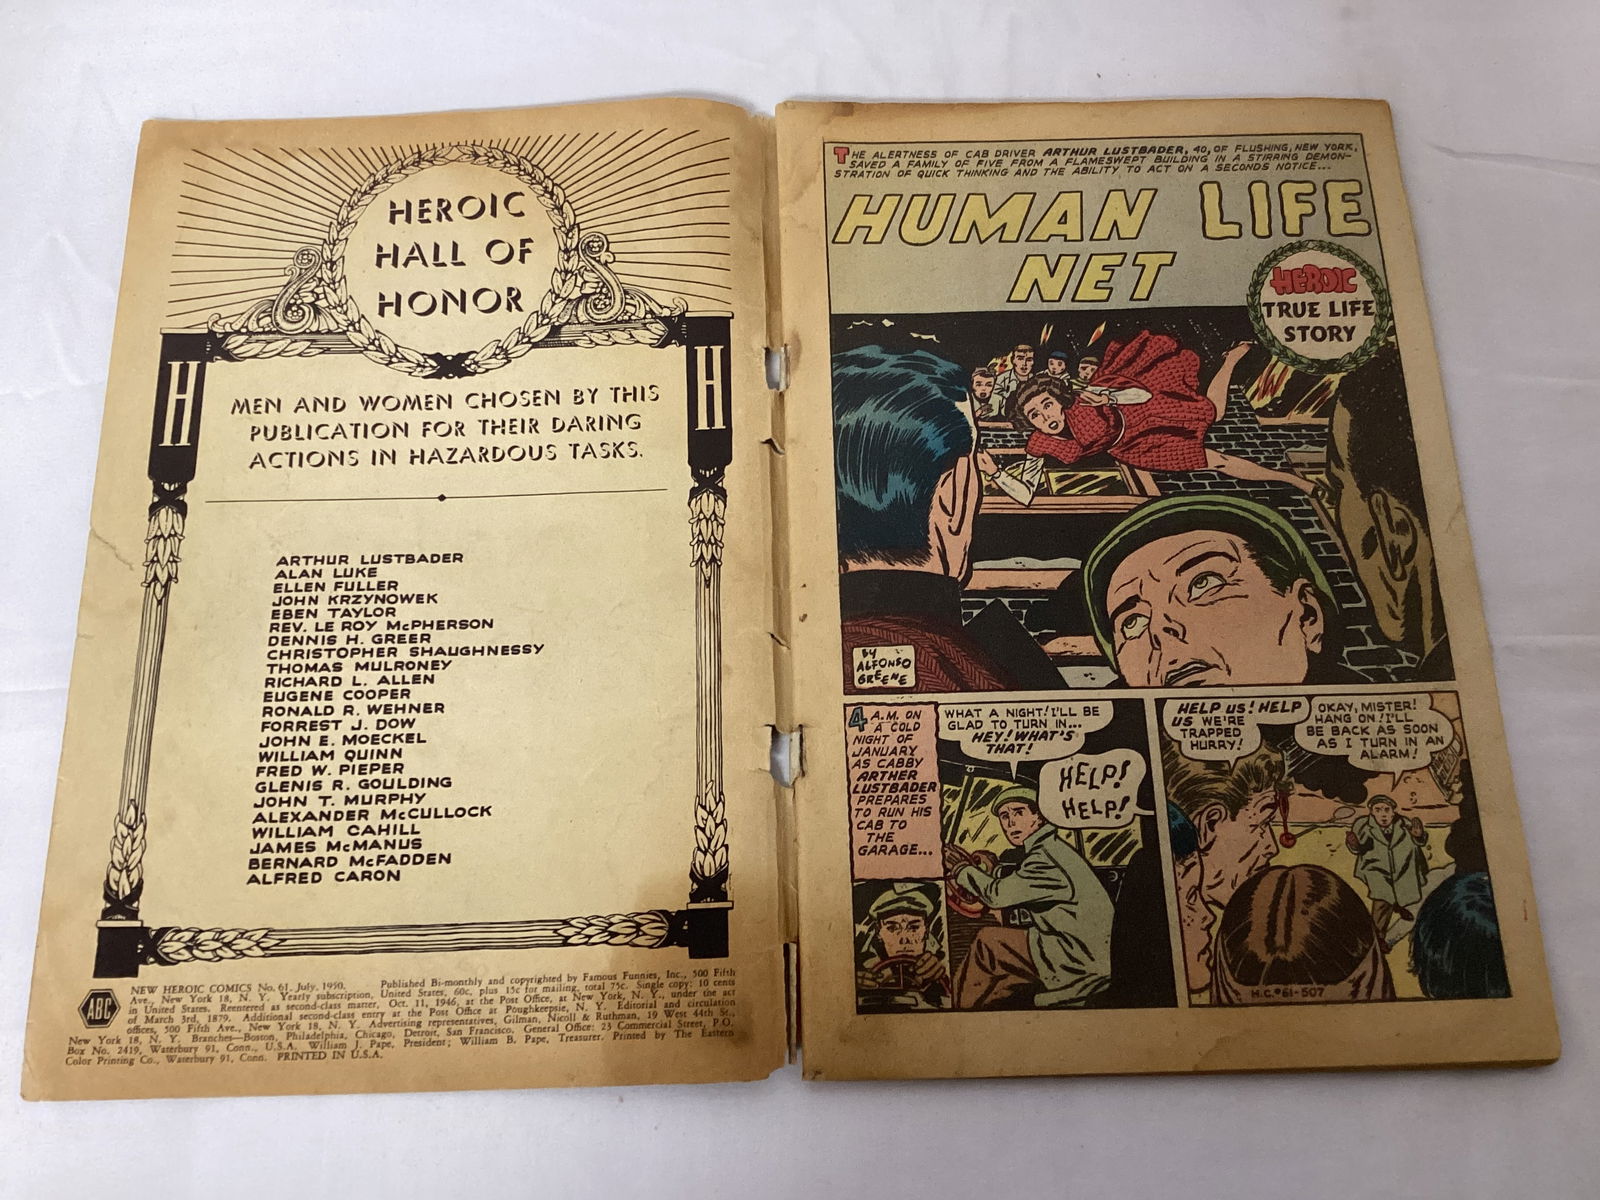 HEROIC
HALL OF
HONOR
H
H
MEN AND WOMEN CHOSEN BY THIS
PUBLICATION FOR THEIR DARING
ACTIONS IN HAZARDOUS TASKS.
ARTHUR LUSTBADER
ALAN LUKE
ELLEN FULLER
JOHN KRZYNOWEK
EBEN TAYLOR
REV. LE ROY McPHERSON
DENNIS H. GREER
CHRISTOPHER SHAUGHNESSY
THOMAS MULRONEY
RICHARD L. ALLEN
EUGENE COOPER
RONALD R. WEHNER
FORREST J. DOW
JOHN E. MOECKEL
WILLIAM QUINN
FRED W. PIEPER
GLENIS R. GOULDING
JOHN T. MURPHY
ALEXANDER McCULLOCK
WILLIAM CAHILL
JAMES McMANUS
BERNARD McFADDEN
ALFRED CARON
ABC
NEW HEROIC COMICS No. 61, July, 1950. Published Bi-monthly and copyrighted by Famous Funnies, Inc., 500 Fifth
Ave., New York 18, N. Y. Yearly subscription, United States, 60c, plus 15c for mailing, total 75c. Single copy: 10 cents
in United States. Reentered as second-class matter, Oct. 11, 1946, at the Post Office, at New York, N. Y., under the act
of March 3rd, 1879. Additional second-class entry at the Post Office at Poughkeepsie, N. Y. Editorial and circulation
offices, 500 Fifth Ave., New York 18, N. Y. Advertising representatives, Gilman, Nicoll & Ruthman, 19 West 44th St.,
New York 18, N. Y. Branches—Boston, Philadelphia, Chicago, Detroit, San Francisco. General Office: 23 Commercial Street, P.O.
Box No. 2419, Waterbury 91, Conn., U.S.A. William J. Pape, President; William B. Pape, Treasurer. Printed by The Eastern
Color Printing Co., Waterbury 91, Conn. PRINTED IN U.S.A.
THE ALERTNESS OF CAB DRIVER ARTHUR LUSTBADER, 40, OF FLUSHING, NEW YORK,
SAVED A FAMILY OF FIVE FROM A FLAMESWEPT BUILDING IN A STIRRING DEMON-
STRATION OF QUICK THINKING AND THE ABILITY TO ACT ON A SECONDS NOTICE...
HUMAN LIFE
NET
HEROIC
TRUE LIFE
STORY
BY
ALFONSO
GREENE
4 A.M. ON
A COLD
NIGHT OF
JANUARY
AS CABBY
ARTHER
LUSTBADER
PREPARES
TO RUN HIS
CAB TO
THE
GARAGE...
WHAT A NIGHT! I'LL BE
GLAD TO TURN IN...
HEY! WHAT'S
THAT!
HELP!
HELP!
HELP US! HELP
US WE'RE
TRAPPED
HURRY!
OKAY, MISTER!
HANG ON! I'LL
BE BACK AS SOON
AS I TURN IN AN
ALARM!
H.C.#61-507